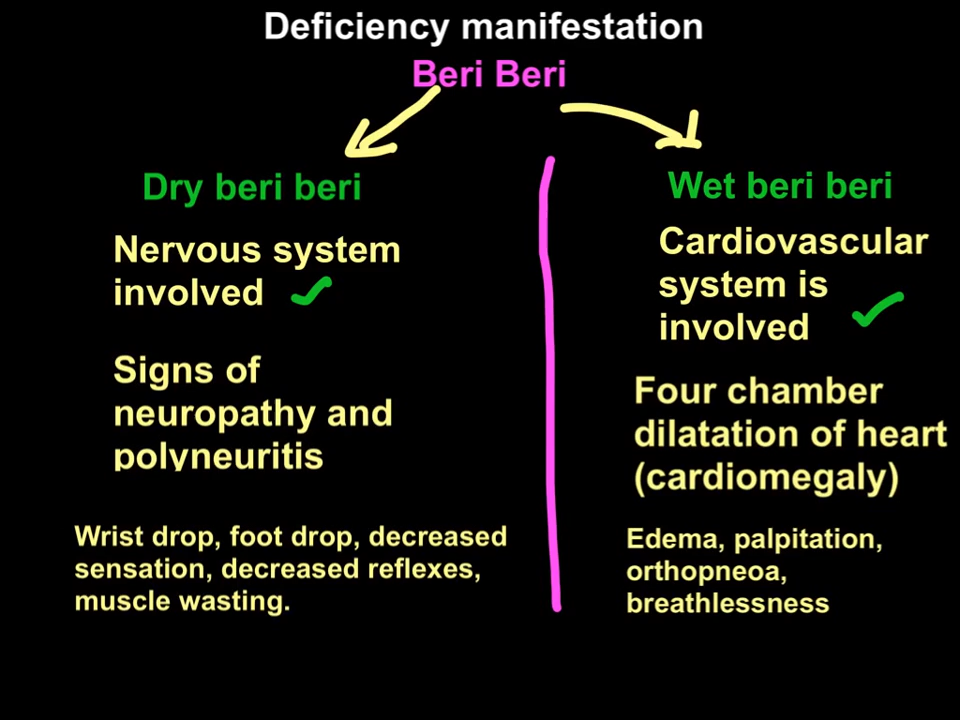 Deficiency manifestation
Beri Beri
Dry beri beri
Nervous system
involved
Signs of
neuropathy and
polyneuritis
Wrist drop, foot drop, decreased
sensation, decreased reflexes,
muscle wasting.
Wet beri beri
Cardiovascular
system is
involved
Four chamber
dilatation of heart
(cardiomegaly)
Edema, palpitation,
orthopneoa,
breathlessness